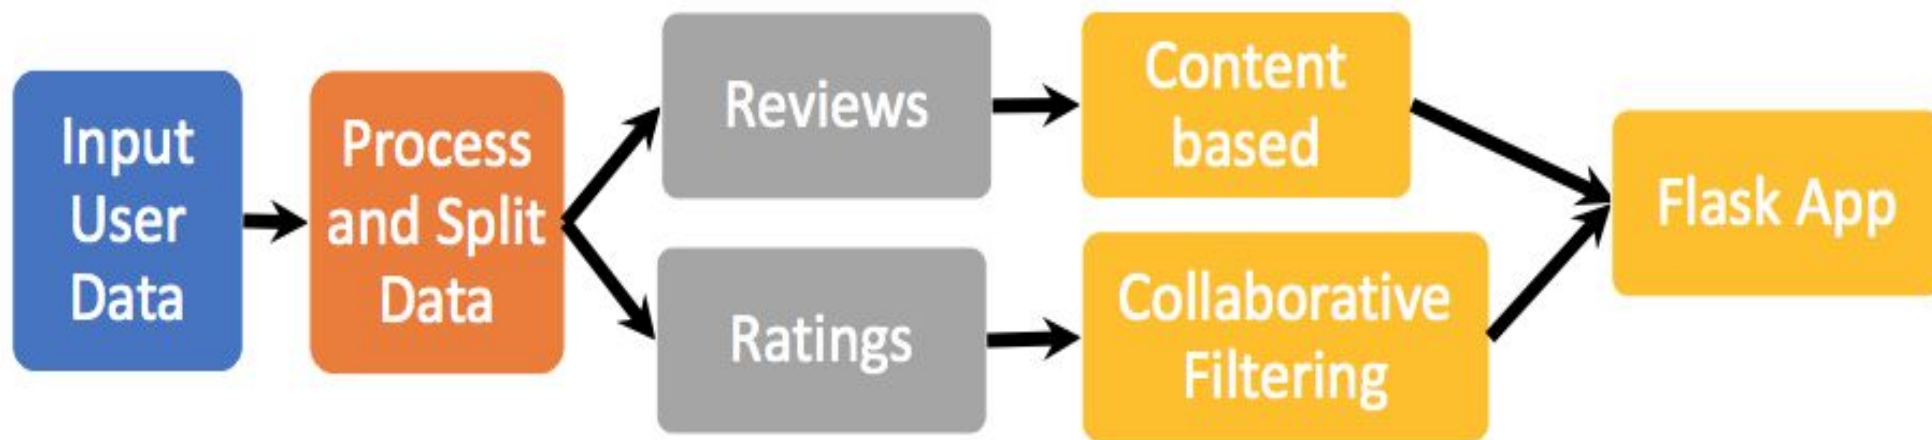 Input
User
Data
Process
and Split
Data
Reviews
Ratings
Content
based
Collaborative
Filtering
Flask App